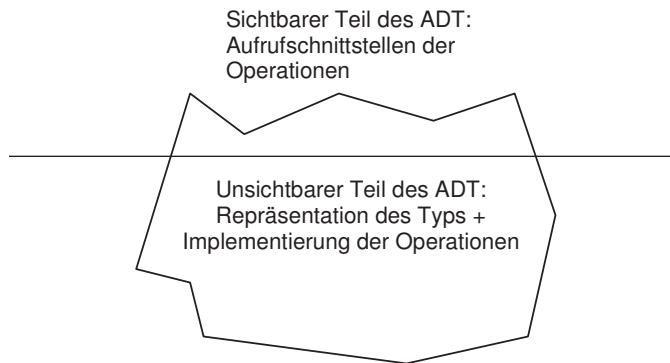 Sichtbarer Teil des ADT:
Aufrufschnittstellen der
Operationen
Unsichtbarer Teil des ADT:
Repräsentation des Typs +
Implementierung der Operationen